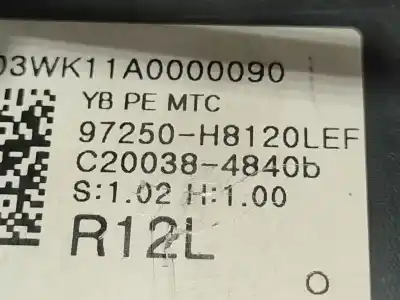 03WK11A0000090
YB PE MTC
97250-H8120LEF
C20038-4840b
S:1.02 H:1.00
R12L